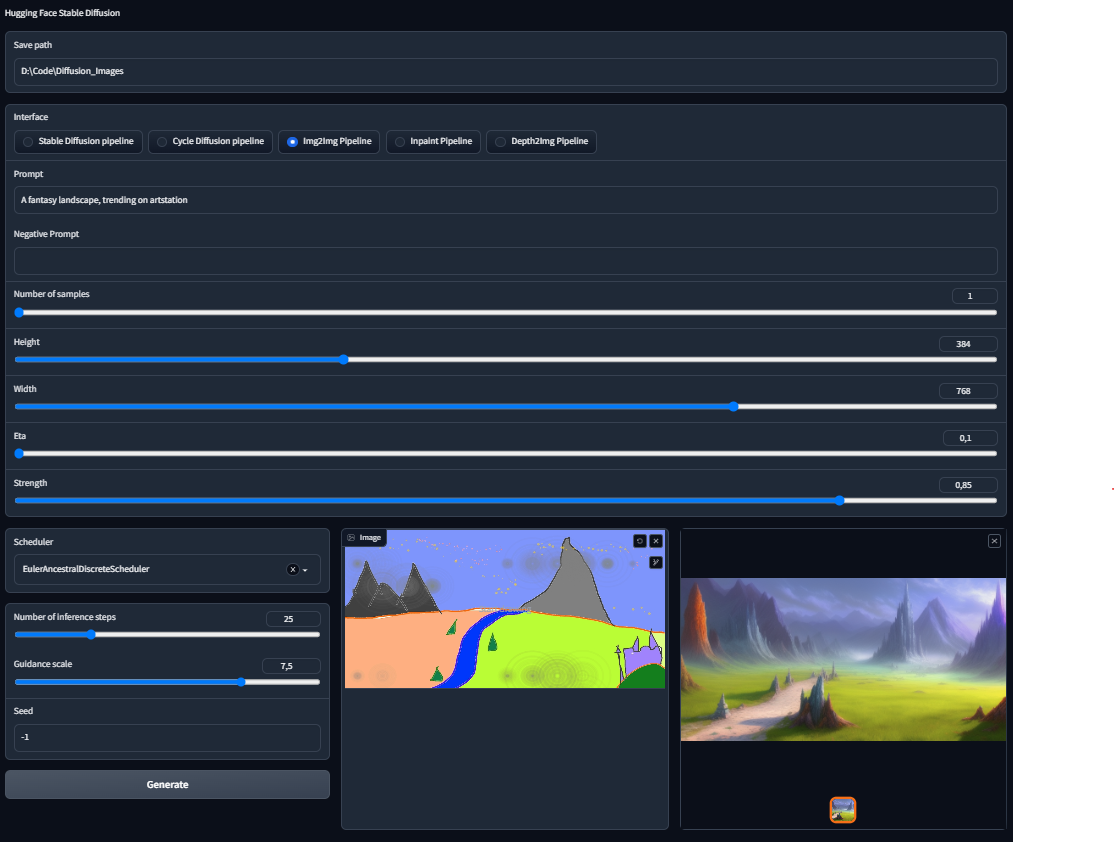 Hugging Face Stable Diffusion
Save path
D:\Code\Diffusion_Images
Interface
Stable Diffusion pipeline
Cycle Diffusion pipeline
Img2Img Pipeline
Inpaint Pipeline
Depth2Img Pipeline
Prompt
A fantasy landscape, trending on artstation
Negative Prompt
Number of samples
1
Height
384
Width
768
Eta
0,1
Strength
0,85
Scheduler
EulerAncestralDiscreteScheduler
Number of inference steps
25
Guidance scale
7,5
Seed
-1
Generate
Image